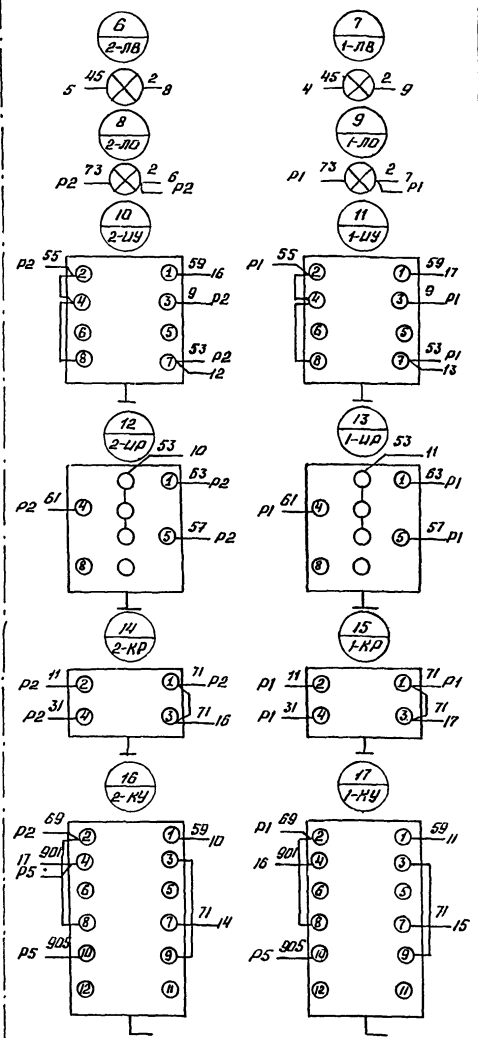 6 7
2-ЛВ 1-ЛВ
45 2 45 2
5 8 4 9
8 9
2-ЛО 1-ЛО
73 2 6 73 2 7
Р2 Р2 Р1 Р1
10 11
2-ИУ 1-ИУ
55 59 55 59
Р2 2 1 16 Р1 2 1 17
4 3 9 Р2 4 3 9 Р1
6 5 6 5
8 7 53 Р2 8 7 53 Р1
12 13
12 53 10 13 53 11
2-ИР 1-ИР
1 63 Р2 1 63 Р1
Р2 61 4 Р1 61 4
5 57 Р2 5 57 Р1
8 8
14 15
2-КР 1-КР
Р2 11 2 1 71 Р2 Р1 11 2 1 71 Р1
Р2 31 4 3 71 16 Р1 31 4 3 71 17
16 17
2-КУ 1-КУ
Р2 69 2 1 59 10 Р1 69 2 1 59 11
17 901 4 3 16 901 4 3
Р5
6 5 6 5
8 7 71 14 8 7 71 15
Р5 905 10 9 Р5 905 10 9
12 11 12 11